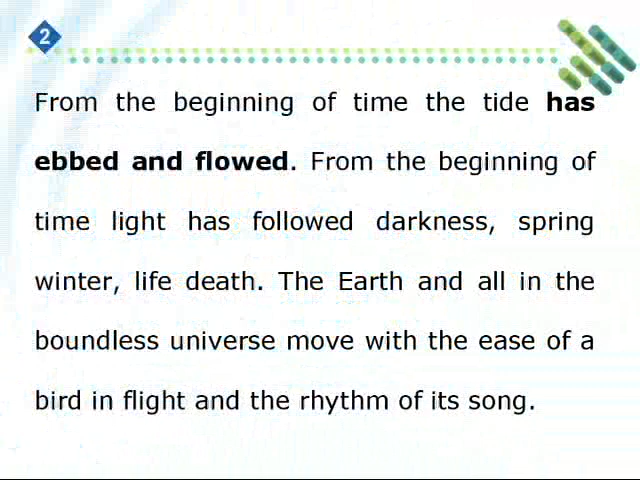 2
From the beginning of time the tide has
ebbed and flowed. From the beginning of
time light has followed darkness, spring
winter, life death. The Earth and all in the
boundless universe move with the ease of a
bird in flight and the rhythm of its song.